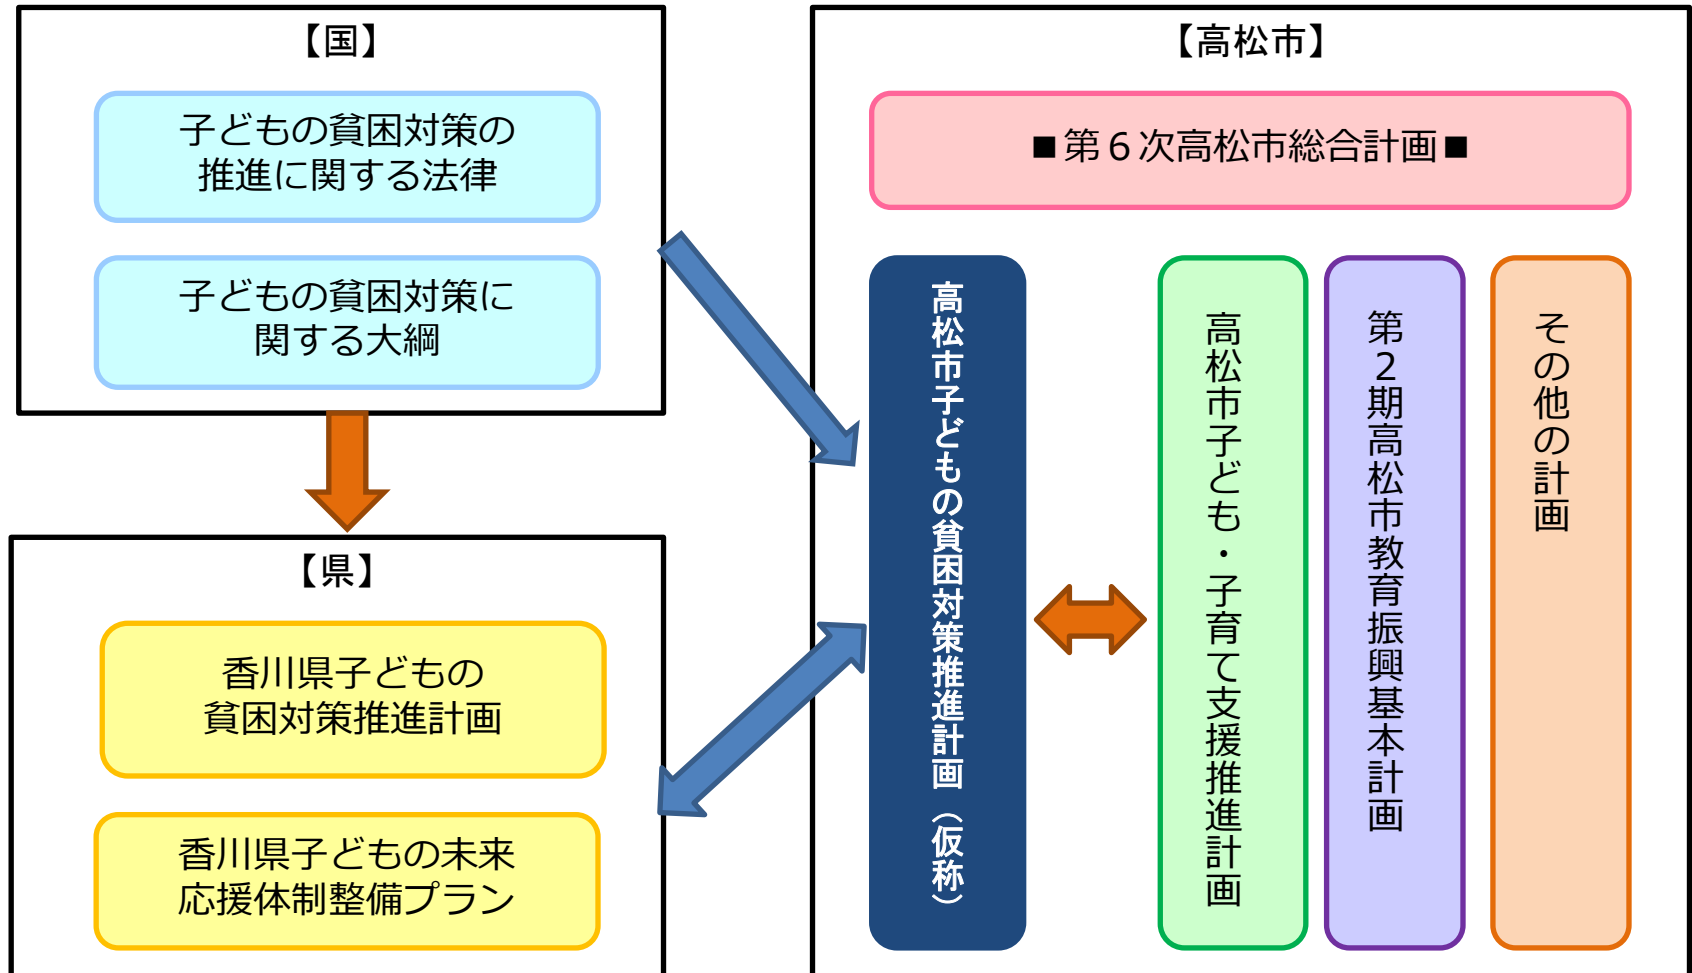 【国】
子どもの貧困対策の
推進に関する法律
子どもの貧困対策に
関する大綱
【県】
香川県子どもの
貧困対策推進計画
香川県子どもの未来
応援体制整備プラン
【高松市】
■第６次高松市総合計画■
高松市子どもの貧困対策推進計画（仮称）
高松市子ども・子育て支援推進計画
第２期高松市教育振興基本計画
その他の計画